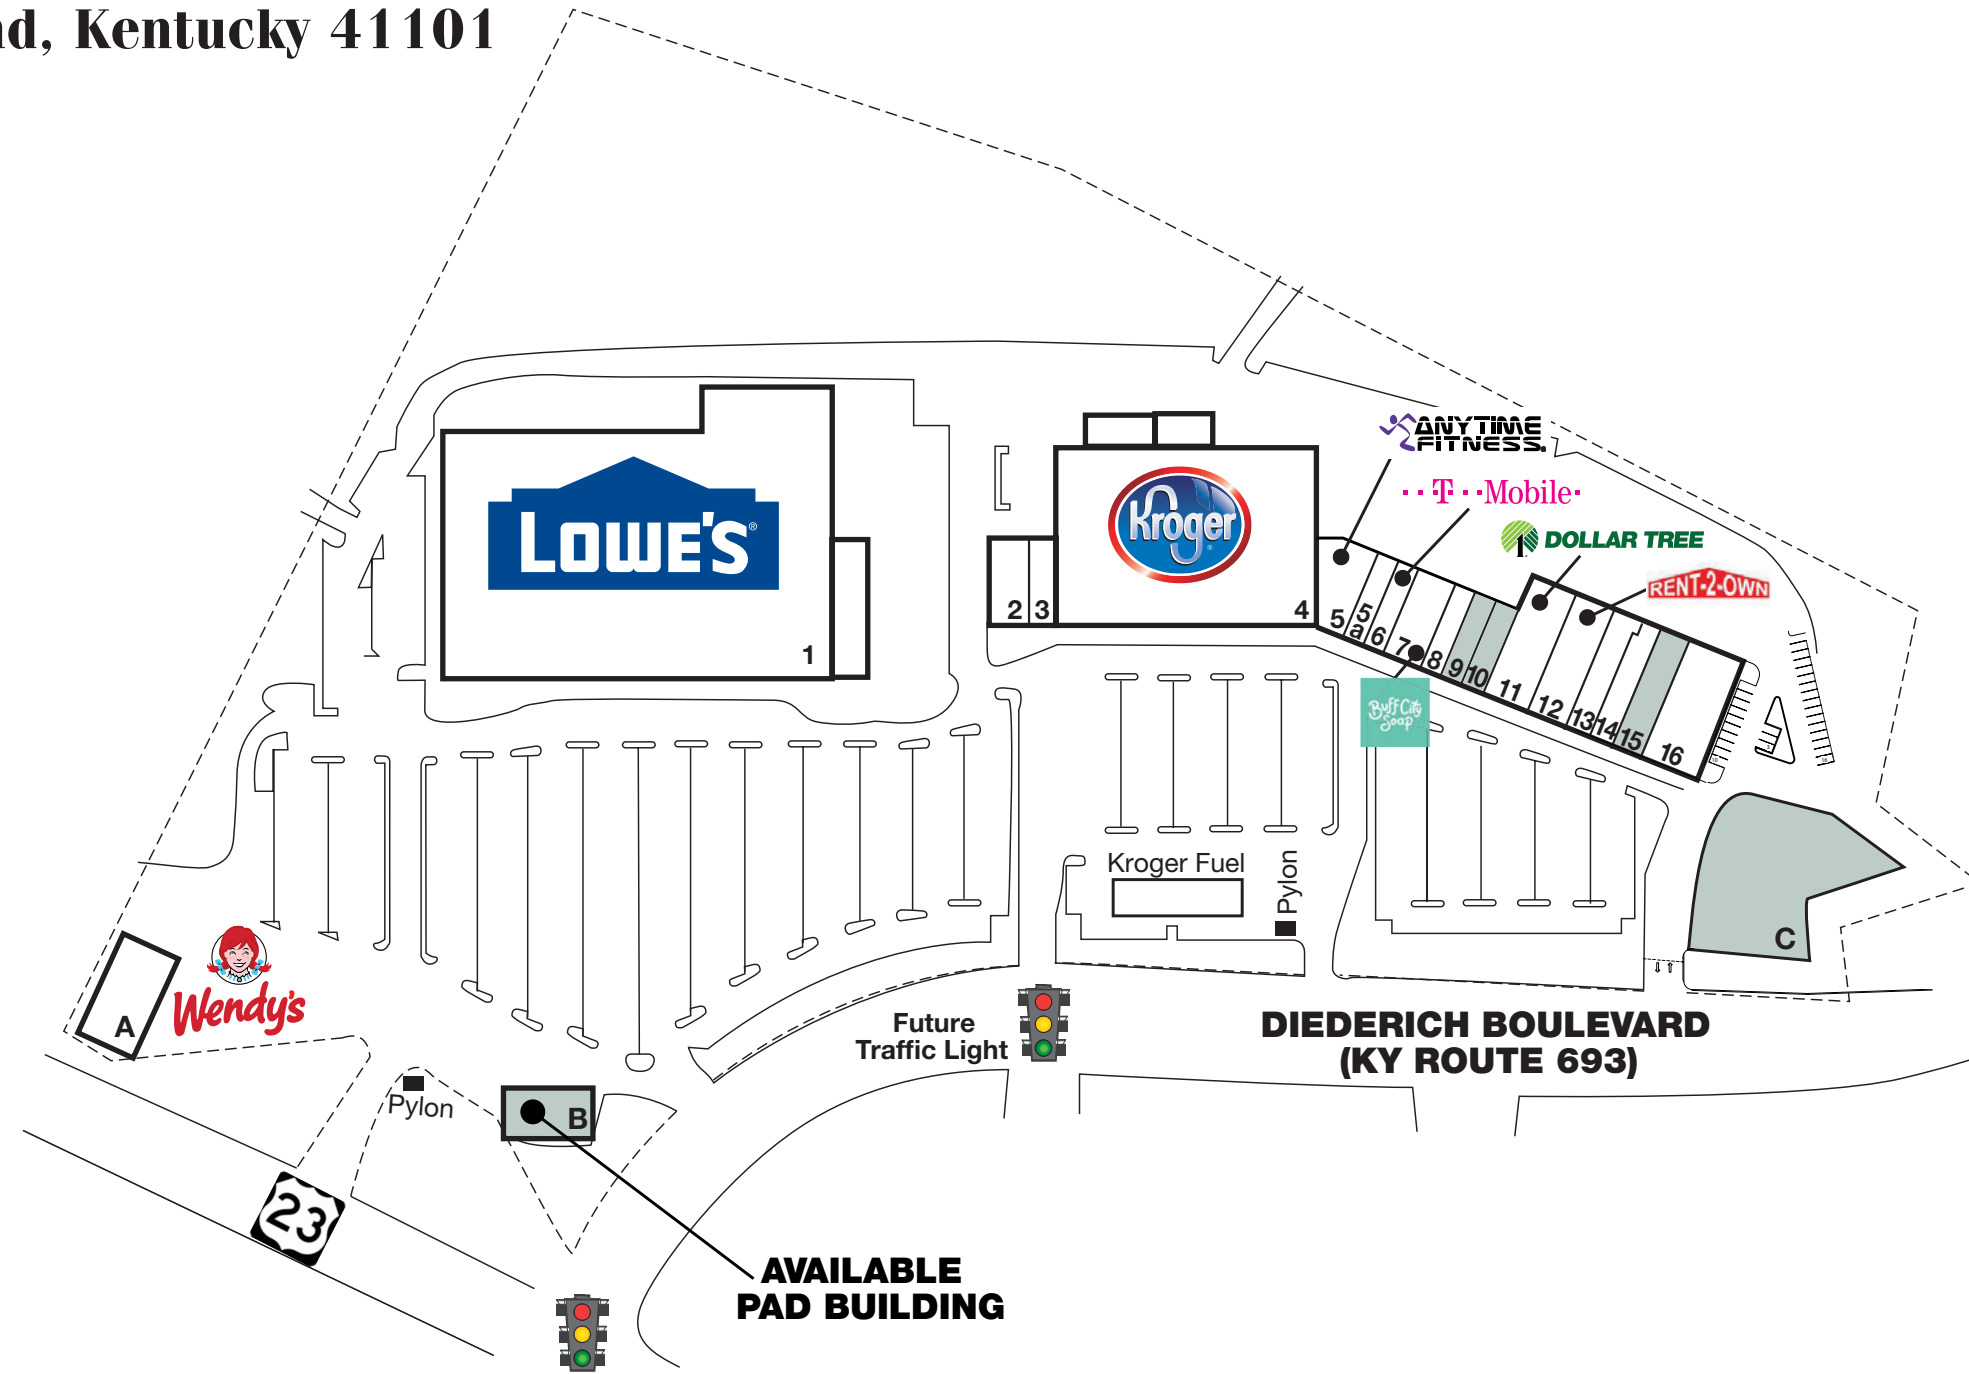 nd, Kentucky 41101
ANYTIME
FITNESS.
T Mobile
DOLLAR TREE
RENT-2-OWN
LOWE'S®
Kroger
1
2
3
4
5
5
a
6
7
8
9
10
11
12
13
14
15
16
Buff City
Soap
Kroger Fuel
Pylon
C
Wendy's
A
Future
Traffic Light
DIEDERICH BOULEVARD
(KY ROUTE 693)
Pylon
B
23
AVAILABLE
PAD BUILDING